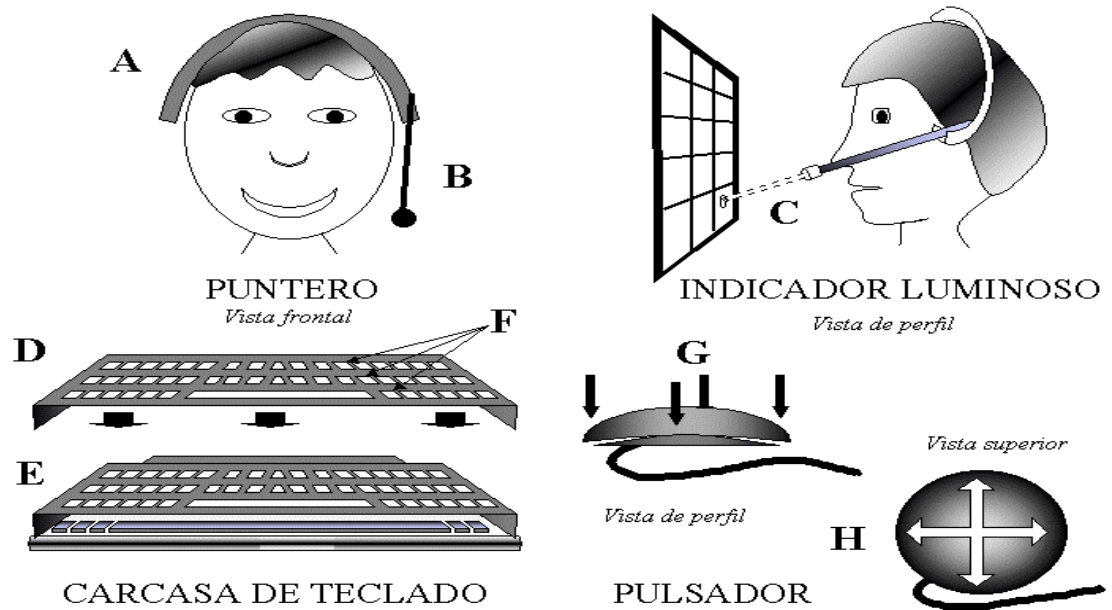 A
B
PUNTERO
Vista frontal
C
INDICADOR LUMINOSO
Vista de perfil
D
F
E
CARCASA DE TECLADO
G
Vista de perfil
Vista superior
H
PULSADOR